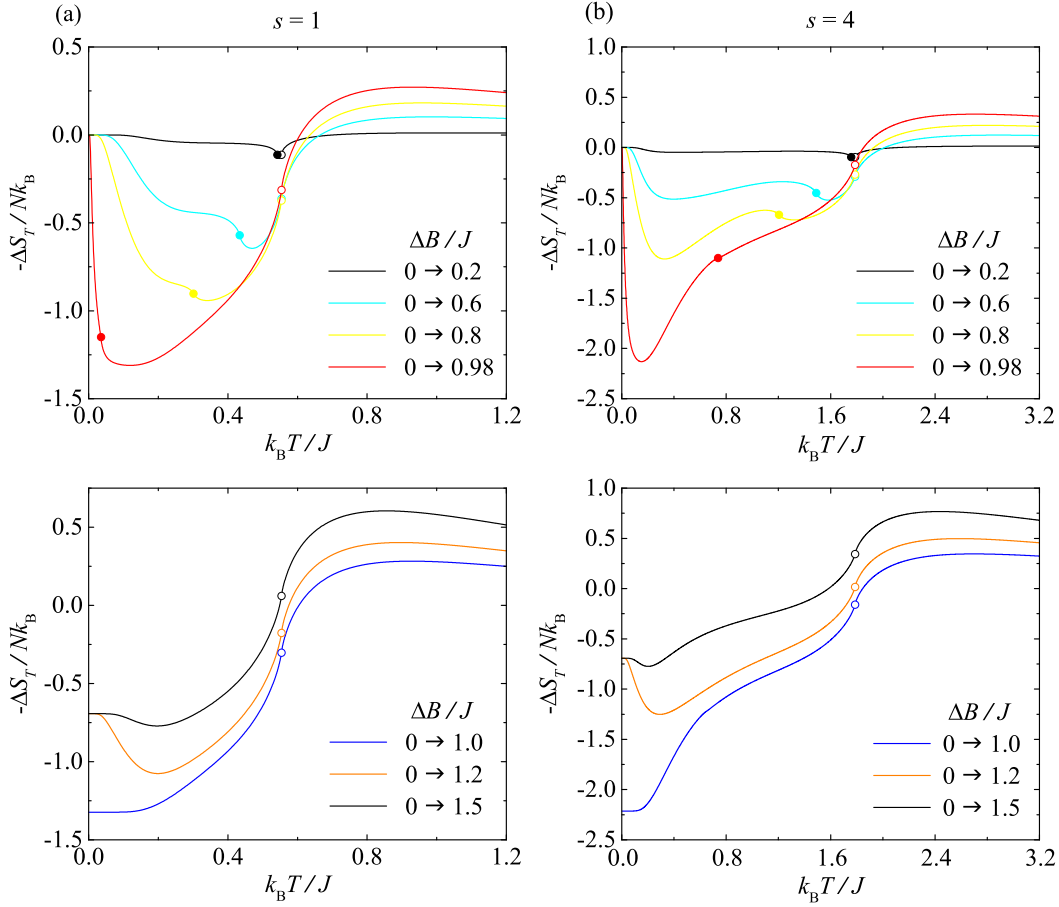 (a)
s = 1
-ΔS_T / Nk_B
0.5
0.0
-0.5
-1.0
-1.5
ΔB / J
0 → 0.2
0 → 0.6
0 → 0.8
0 → 0.98
0.0 0.4 0.8 1.2
k_B T / J
(b)
s = 4
-ΔS_T / Nk_B
1.0
0.5
0.0
-0.5
-1.0
-1.5
-2.0
-2.5
ΔB / J
0 → 0.2
0 → 0.6
0 → 0.8
0 → 0.98
0.0 0.8 1.6 2.4 3.2
k_B T / J
-ΔS_T / Nk_B
0.5
0.0
-0.5
-1.0
-1.5
ΔB / J
0 → 1.0
0 → 1.2
0 → 1.5
0.0 0.4 0.8 1.2
k_B T / J
-ΔS_T / Nk_B
1.0
0.5
0.0
-0.5
-1.0
-1.5
-2.0
-2.5
ΔB / J
0 → 1.0
0 → 1.2
0 → 1.5
0.0 0.8 1.6 2.4 3.2
k_B T / J